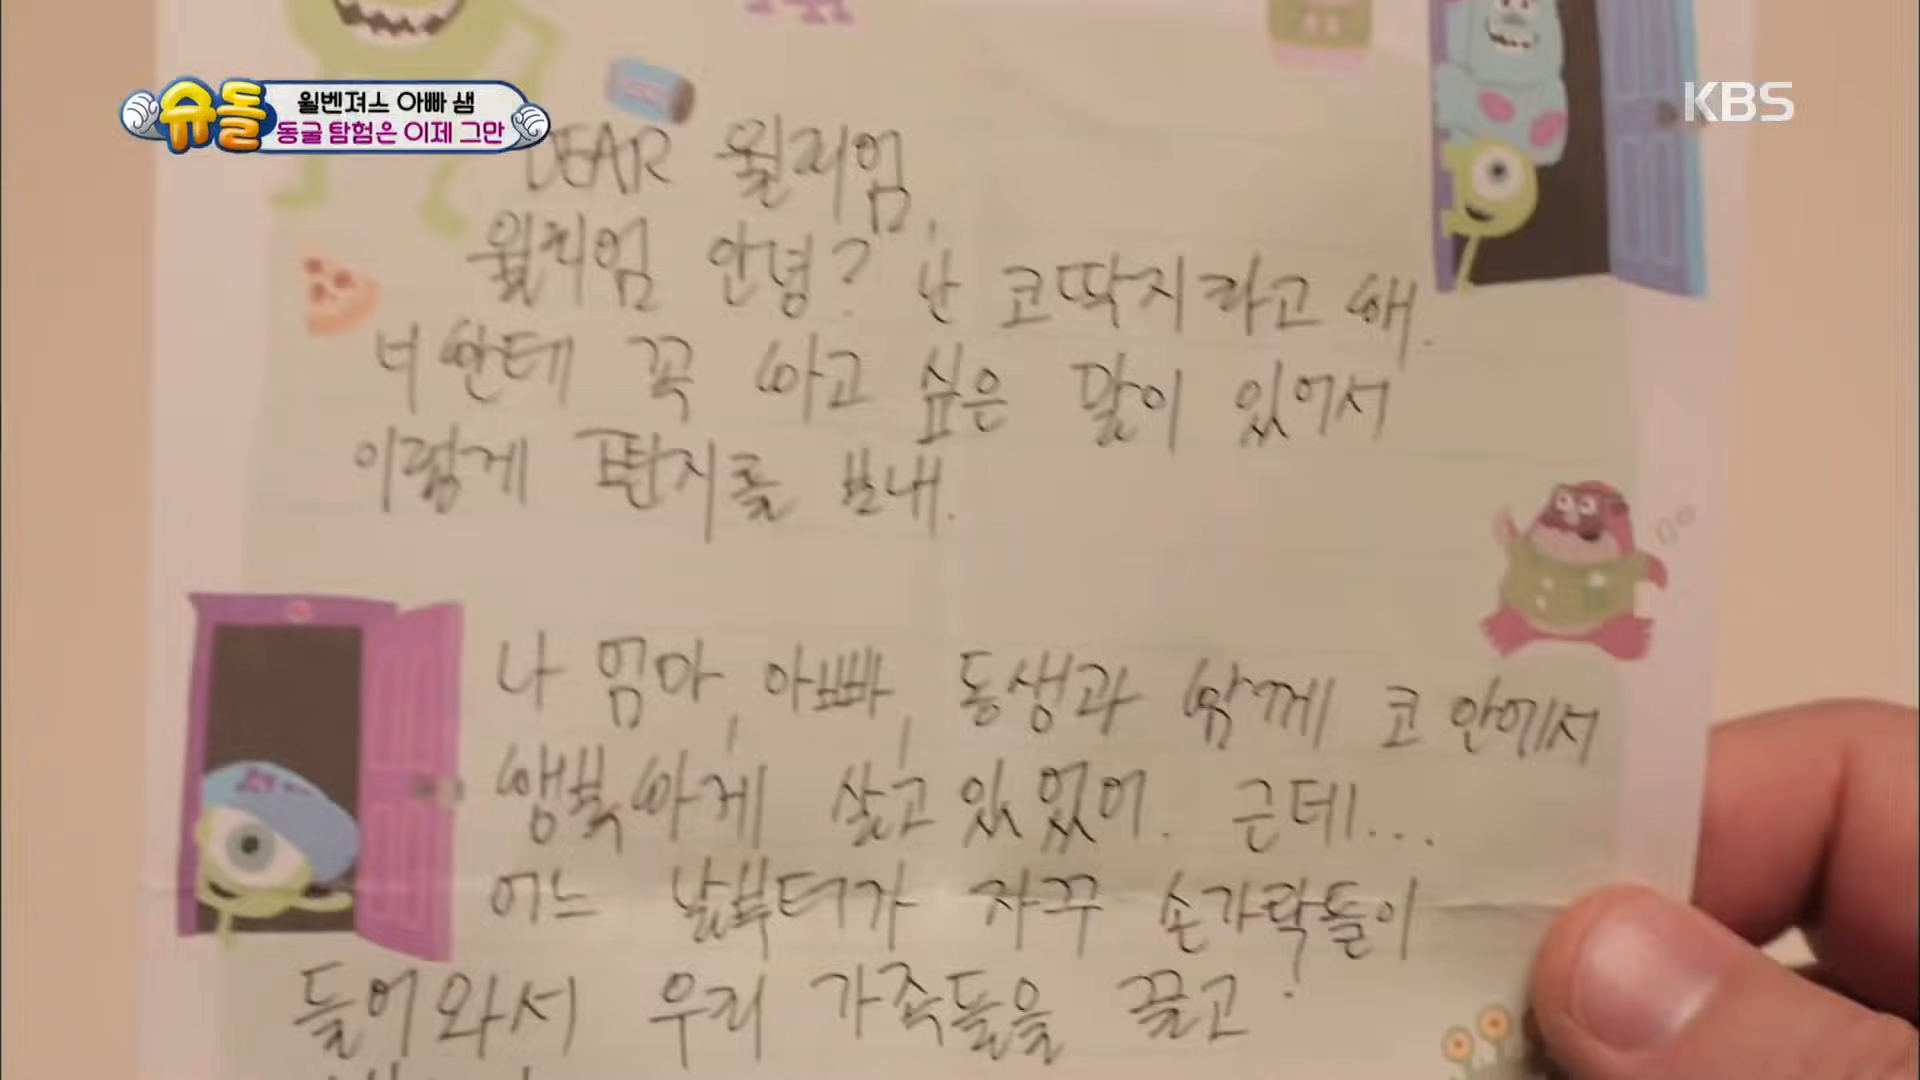 슈돌
윌벤져스 아빠 샘
동굴 탐험은 이제 그만
KBS
DEAR 윌리엄,
윌리엄 안녕? 난 코딱지라고 해.
너한테 꼭 하고 싶은 말이 있어서
이렇게 편지를 보내.
나 엄마, 아빠, 동생과 함께 코 안에서
행복하게 살고 있었어. 근데...
어느 날부터가 자꾸 손가락들이
들어와서 우리 가족들을 끌고